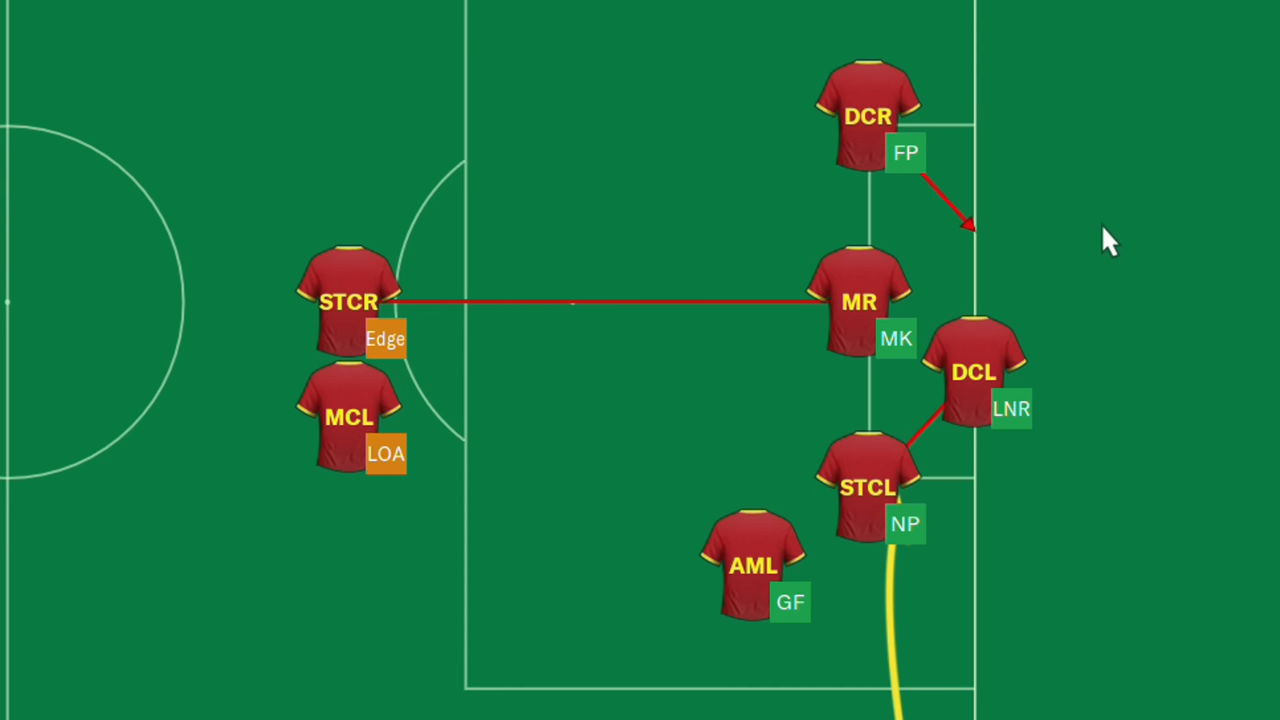 DCR
FP
STCR
Edge
MR
MK
DCL
LNR
MCL
LOA
STCL
NP
AML
GF